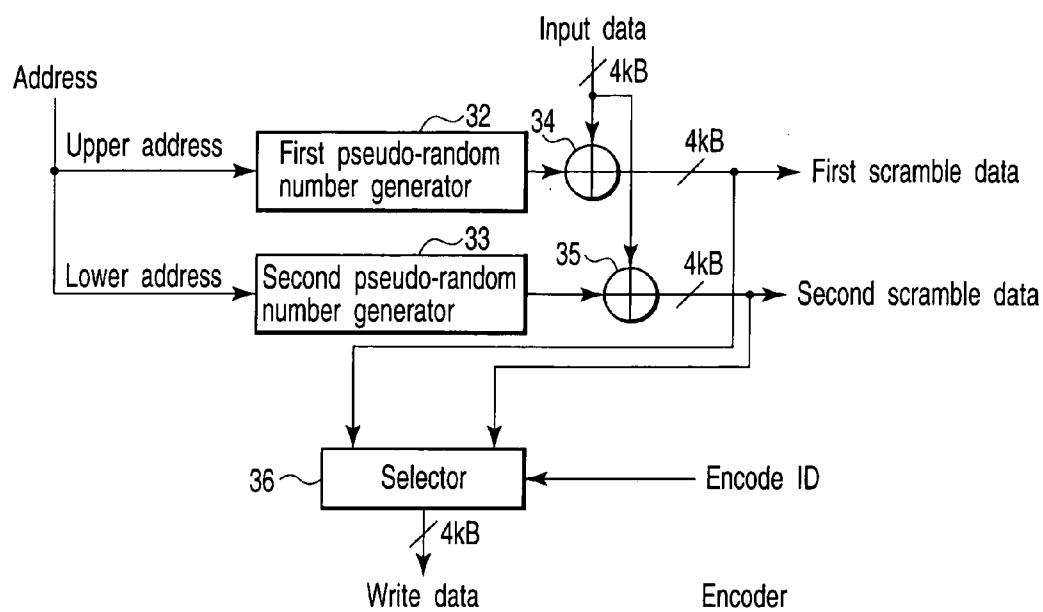 Input data
Address
4kB
32
34
4kB
Upper address
First pseudo-random
number generator
First scramble data
33
35
4kB
Lower address
Second pseudo-random
number generator
Second scramble data
36
Selector
Encode ID
4kB
Write data
Encoder